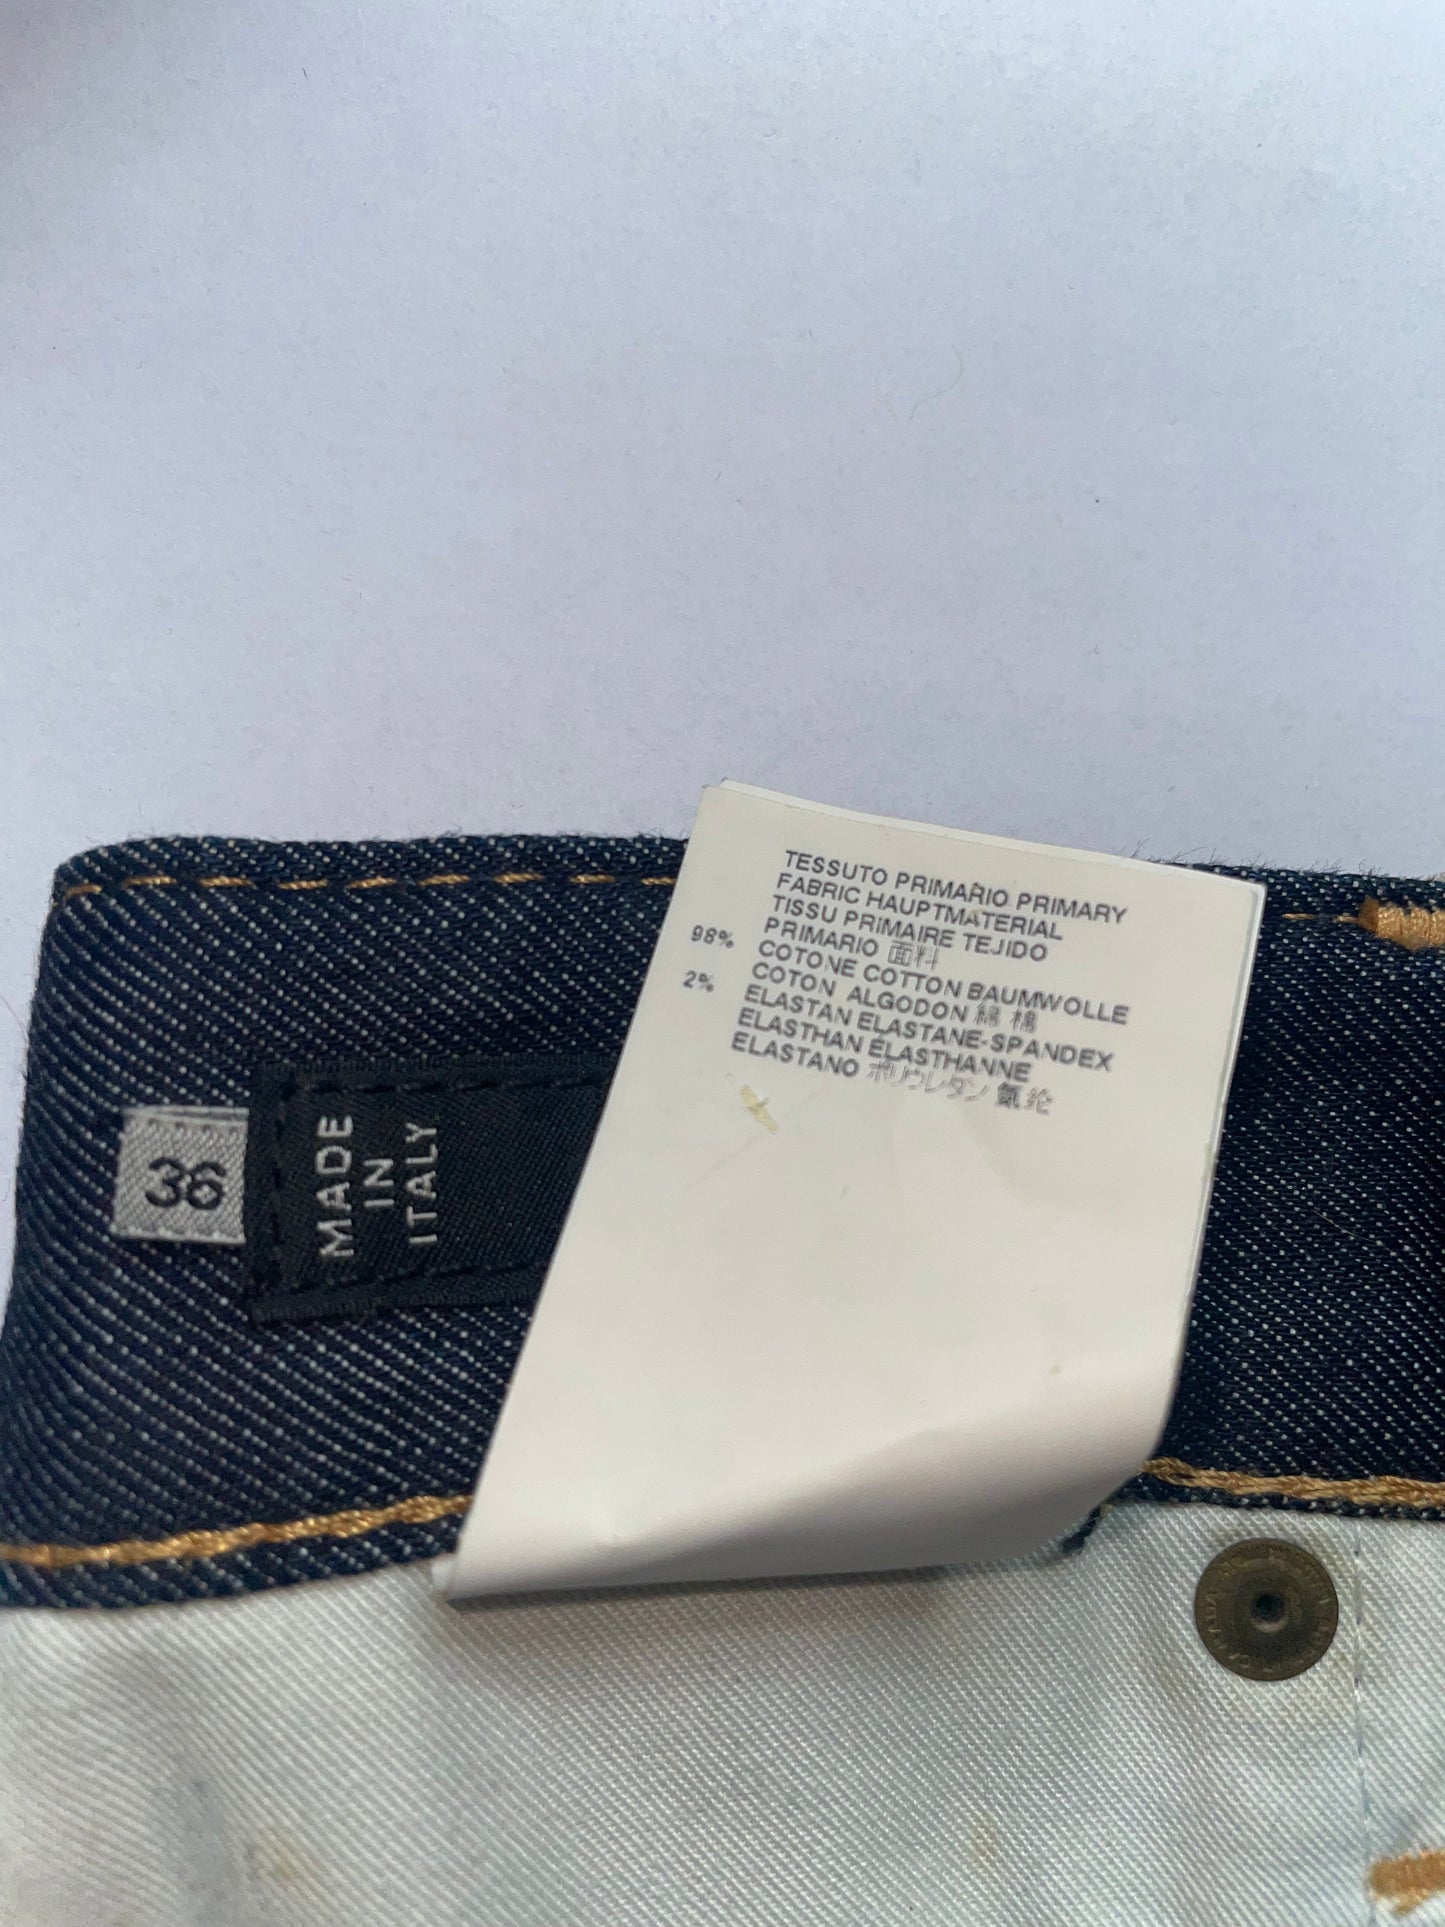 TESSUTO PRIMARIO PRIMARY
FABRIC HAUPTMATERIAL
TISSU PRIMAIRE TEJIDO
PRIMARIO 面料
98% COTONE COTTON BAUMWOLLE
COTON ALGODON 綿 棉
2% ELASTAN ELASTANE-SPANDEX
ELASTHAN ELASTHANNE
ELASTANO ポリウレタン 氨纶
36
MADE
IN
ITALY